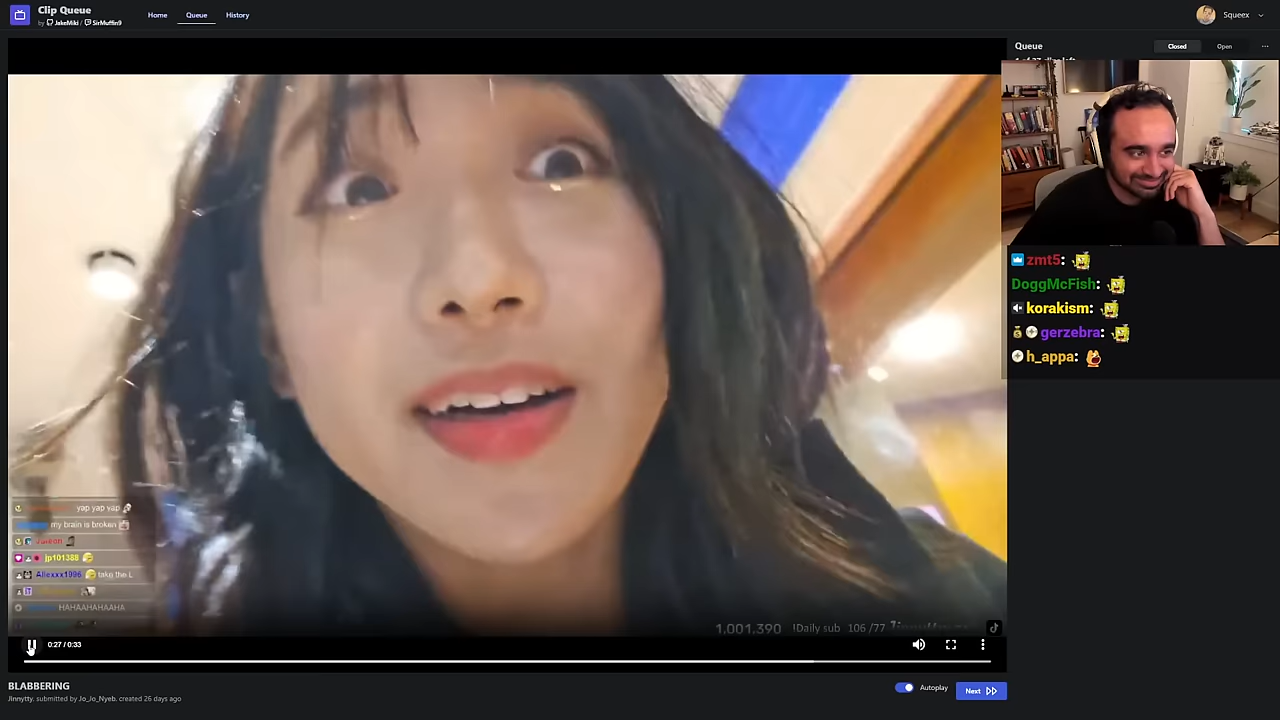 Clip Queue
by JakeMiki / SirMuffin9
Home
Queue
History
Squeex
Queue
Closed
Open
zmt5:
DoggMcFish:
korakism:
gerzebra:
h_appa:
yap yap yap
my brain is broken
jp101388
Allexxx1996 take the L
HAHAAHAHAAHA
1,001,390 !Daily sub 106 /77
0:27 / 0:33
BLABBERING
Jinnytty, submitted by Jo_Jo_Nyeb, created 26 days ago
Autoplay
Next